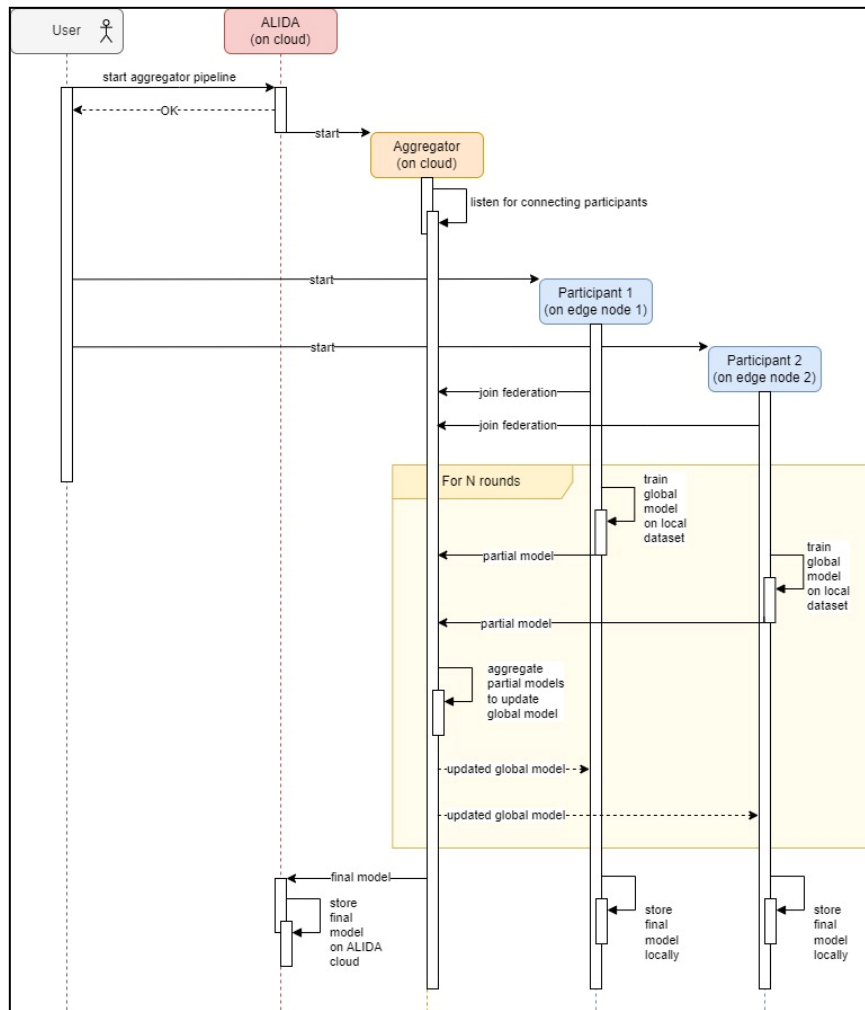 User
ALIDA
(on cloud)
start aggregator pipeline
OK
start
Aggregator
(on cloud)
listen for connecting participants
start
Participant 1
(on edge node 1)
start
Participant 2
(on edge node 2)
join federation
join federation
For N rounds
train
global
model
on local
dataset
partial model
train
global
model
on local
dataset
partial model
aggregate
partial models
to update
global model
updated global model
updated global model
final model
store
final
model
on ALIDA
cloud
store
final
model
locally
store
final
model
locally